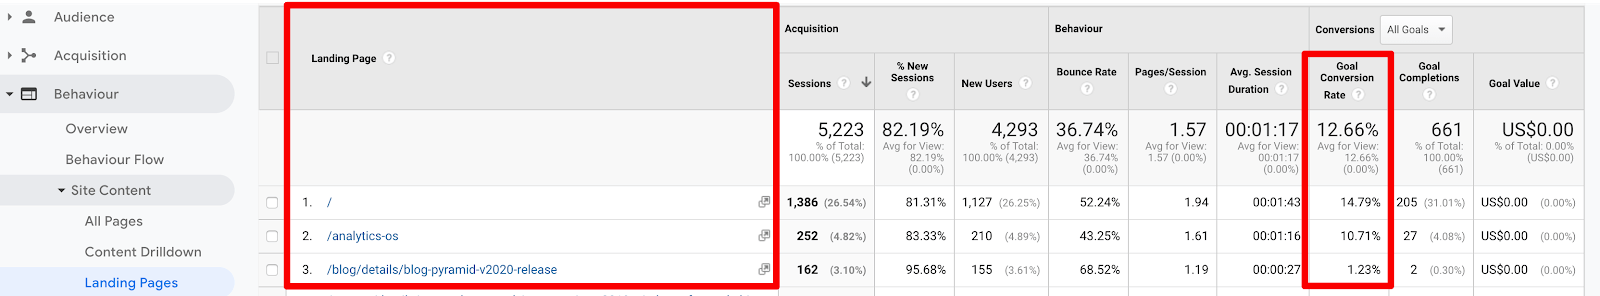 Audience
Acquisition
Behaviour
Overview
Behaviour Flow
Site Content
All Pages
Content Drilldown
Landing Pages
Landing Page ?
Acquisition
Behaviour
Conversions All Goals
Sessions ?
% New Sessions ?
New Users ?
Bounce Rate ?
Pages/Session ?
Avg. Session Duration ?
Goal Conversion Rate ?
Goal Completions ?
Goal Value ?
5,223
% of Total:
100.00% (5,223)
82.19%
Avg for View:
82.19%
(0.00%)
4,293
% of Total:
100.00% (4,293)
36.74%
Avg for View:
36.74%
(0.00%)
1.57
Avg for View:
1.57 (0.00%)
00:01:17
Avg for View:
00:01:17
(0.00%)
12.66%
Avg for View:
12.66%
(0.00%)
661
% of Total:
100.00%
(661)
US$0.00
% of Total: 0.00%
(US$0.00)
1. / 1,386 (26.54%) 81.31% 1,127 (26.25%) 52.24% 1.94 00:01:43 14.79% 205 (31.01%) US$0.00 (0.00%)
2. /analytics-os 252 (4.82%) 83.33% 210 (4.89%) 43.25% 1.61 00:01:16 10.71% 27 (4.08%) US$0.00 (0.00%)
3. /blog/details/blog-pyramid-v2020-release 162 (3.10%) 95.68% 155 (3.61%) 68.52% 1.19 00:00:27 1.23% 2 (0.30%) US$0.00 (0.00%)